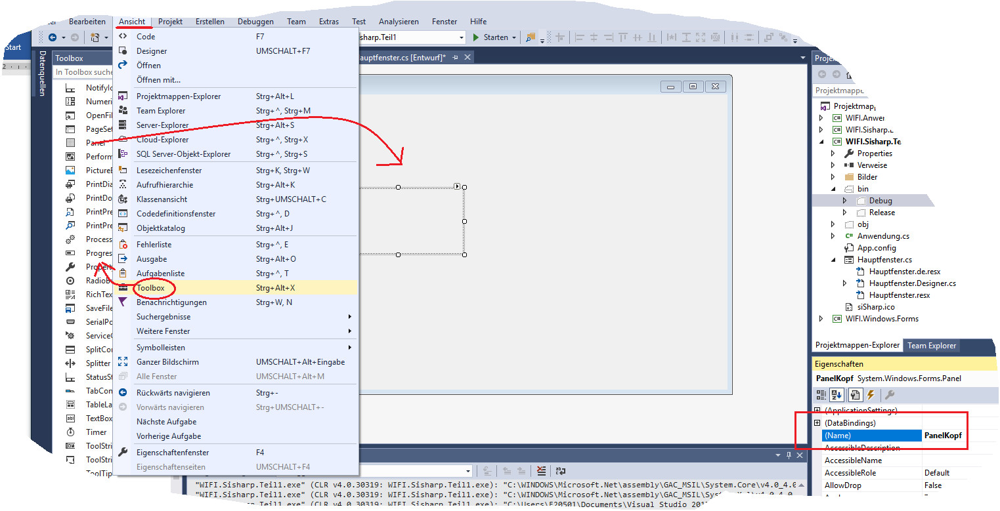 Bearbeiten Ansicht Projekt Erstellen Debuggen Team Extras Test Analysieren Fenster Hilfe
Start
sharp.Teil1 Starten
Datenquellen
Toolbox
In Toolbox suche
NotifyIc
Numeri
OpenFil
PageSet
Panel
Perform
PictureB
PrintDia
PrintDo
PrintPre
PrintPre
Process
Progres
Propert
RadioB
RichTex
SaveFile
SerialPo
ServiceC
SplitCon
Splitter
StatusSt
TabCon
TableLa
TextBox
Timer
ToolStri
ToolStri
ToolTip
Code F7
Designer UMSCHALT+F7
Öffnen
Öffnen mit...
Projektmappen-Explorer Strg+Alt+L
Team Explorer Strg+^, Strg+M
Server-Explorer Strg+Alt+S
Cloud-Explorer Strg+^, Strg+X
SQL Server-Objekt-Explorer Strg+^, Strg+S
Lesezeichenfenster Strg+K, Strg+W
Aufrufhierarchie Strg+Alt+K
Klassenansicht Strg+UMSCHALT+C
Codedefinitionsfenster Strg+^, D
Objektkatalog Strg+Alt+J
Fehlerliste Strg+^, E
Ausgabe Strg+Alt+O
Aufgabenliste Strg+^, T
Toolbox Strg+Alt+X
Benachrichtigungen Strg+W, N
Suchergebnisse
Weitere Fenster
Symbolleisten
Ganzer Bildschirm UMSCHALT+Alt+Eingabe
Alle Fenster UMSCHALT+Alt+M
Rückwärts navigieren Strg+-
Vorwärts navigieren Strg+UMSCHALT+-
Nächste Aufgabe
Vorherige Aufgabe
Eigenschaftenfenster F4
Eigenschaftenseiten UMSCHALT+F4
auptfenster.cs [Entwurf]*
Proje
Projektmappe
Projektmap
WIFI.Anwer
WIFI.Sisharp.
WIFI.Sisharp.Te
Properties
Verweise
Bilder
bin
Debug
Release
obj
Anwendung.cs
App.config
Hauptfenster.cs
Hauptfenster.de.resx
Hauptfenster.Designer.cs
Hauptfenster.resx
siSharp.ico
WIFI.Windows.Forms
Projektmappen-Explorer Team Explorer
Eigenschaften
PanelKopf System.Windows.Forms.Panel
(ApplicationSettings)
(DataBindings)
(Name) PanelKopf
AccessibleDescription
AccessibleName
AccessibleRole Default
AllowDrop False
"WIFI.Sisharp.Teil1.exe" (CLR v4.0.30319: WIFI.Sisharp.Teil1.exe): "C:\WINDOWS\Microsoft.Net\assembly\GAC_MSIL\System.Core\v4.0_4.0
"WIFI.Sisharp.Teil1.exe" (CLR v4.0.30319: WIFI.Sisharp.Teil1.exe): "C:\WINDOWS\Microsoft.Net\assembly\GAC_MSIL\System.Xml\v4.0_4.0
sharp.Teil1.exe" (CLR v4.0.30319: WIFI.Sisharp.Teil1.exe): "C:\Users\F20501\Documents\Visual Studio 201